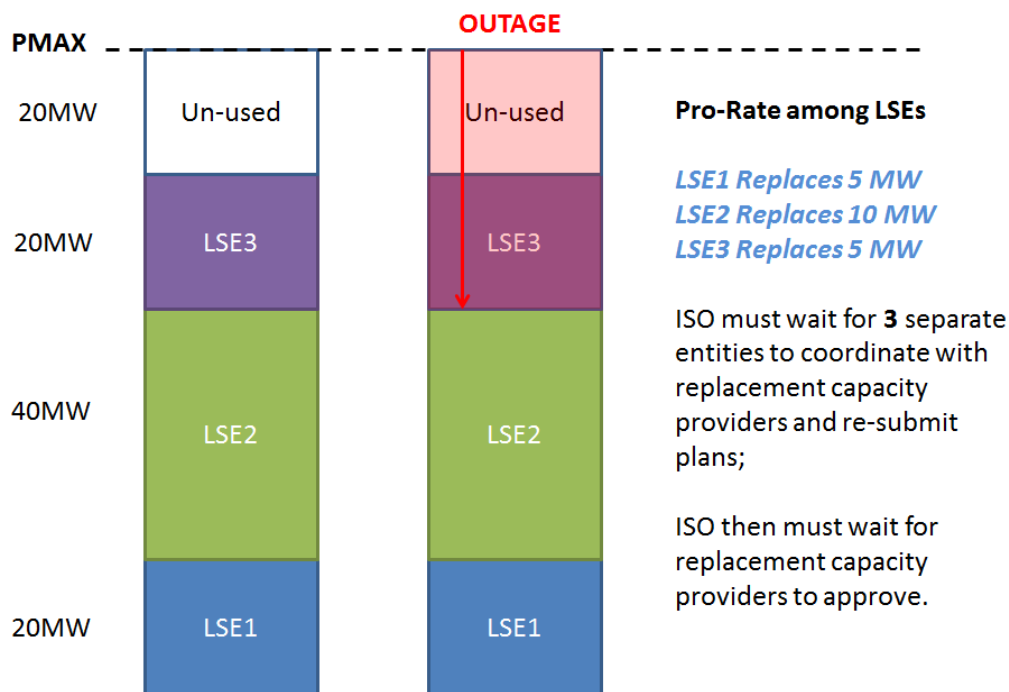 OUTAGE
PMAX
20MW
Un-used
Un-used
Pro-Rate among LSEs
LSE1 Replaces 5 MW
LSE2 Replaces 10 MW
LSE3 Replaces 5 MW
20MW
LSE3
LSE3
ISO must wait for 3 separate
entities to coordinate with
replacement capacity
providers and re-submit
plans;
40MW
LSE2
LSE2
ISO then must wait for
replacement capacity
providers to approve.
20MW
LSE1
LSE1